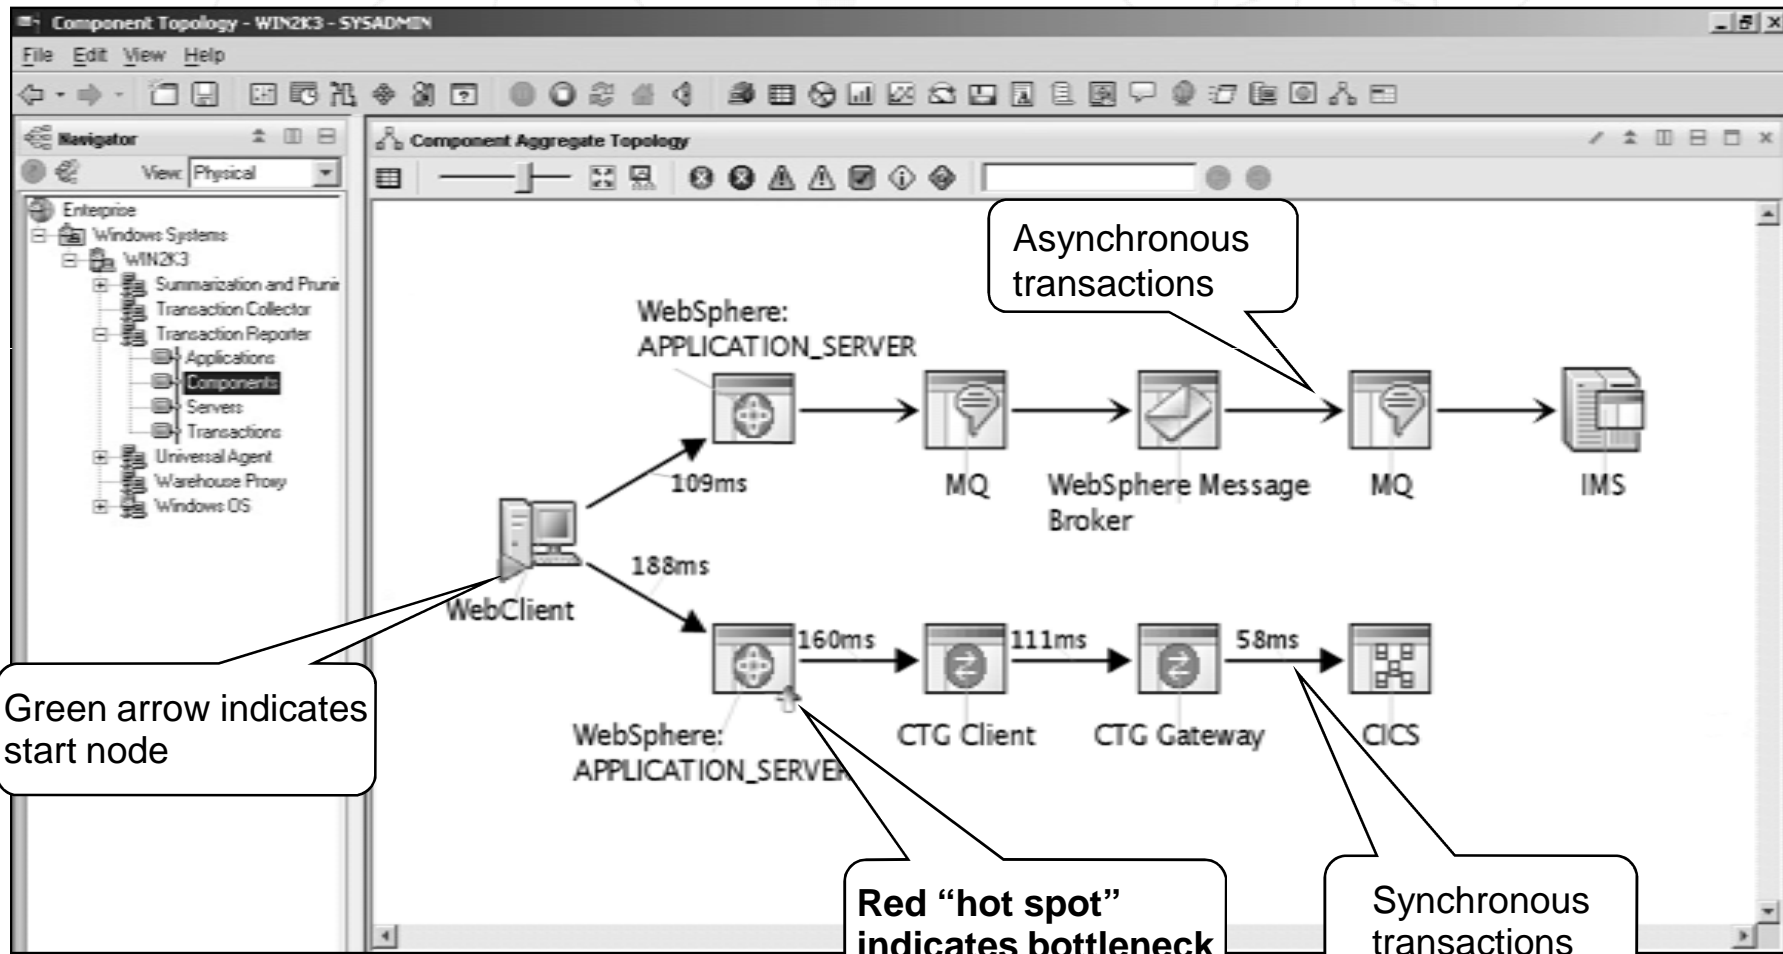 Component Topology - WIN2K3 - SYSADMIN
File Edit View Help
Navigator
View: Physical
Enterprise
Windows Systems
WIN2K3
Summarization and Prunin
Transaction Collector
Transaction Reporter
Applications
Components
Servers
Transactions
Universal Agent
Warehouse Proxy
Windows OS
Component Aggregate Topology
Asynchronous
transactions
WebSphere:
APPLICATION_SERVER
MQ
WebSphere Message
Broker
MQ
IMS
109ms
188ms
WebClient
160ms
111ms
58ms
WebSphere:
APPLICATION_SERVER
CTG Client
CTG Gateway
CICS
Green arrow indicates
start node
Red “hot spot”
indicates bottleneck
Synchronous
transactions